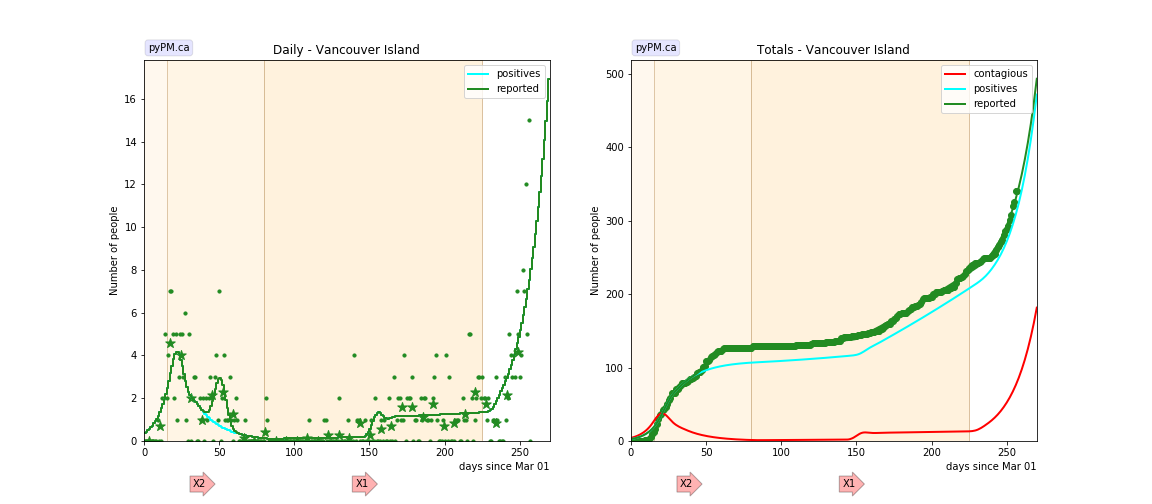 pyPM.ca
Daily - Vancouver Island
positives
reported
Number of people
16
14
12
10
8
6
4
2
0
0 50 100 150 200 250
days since Mar 01
X2 X1
pyPM.ca
Totals - Vancouver Island
contagious
positives
reported
Number of people
500
400
300
200
100
0
0 50 100 150 200 250
days since Mar 01
X2 X1